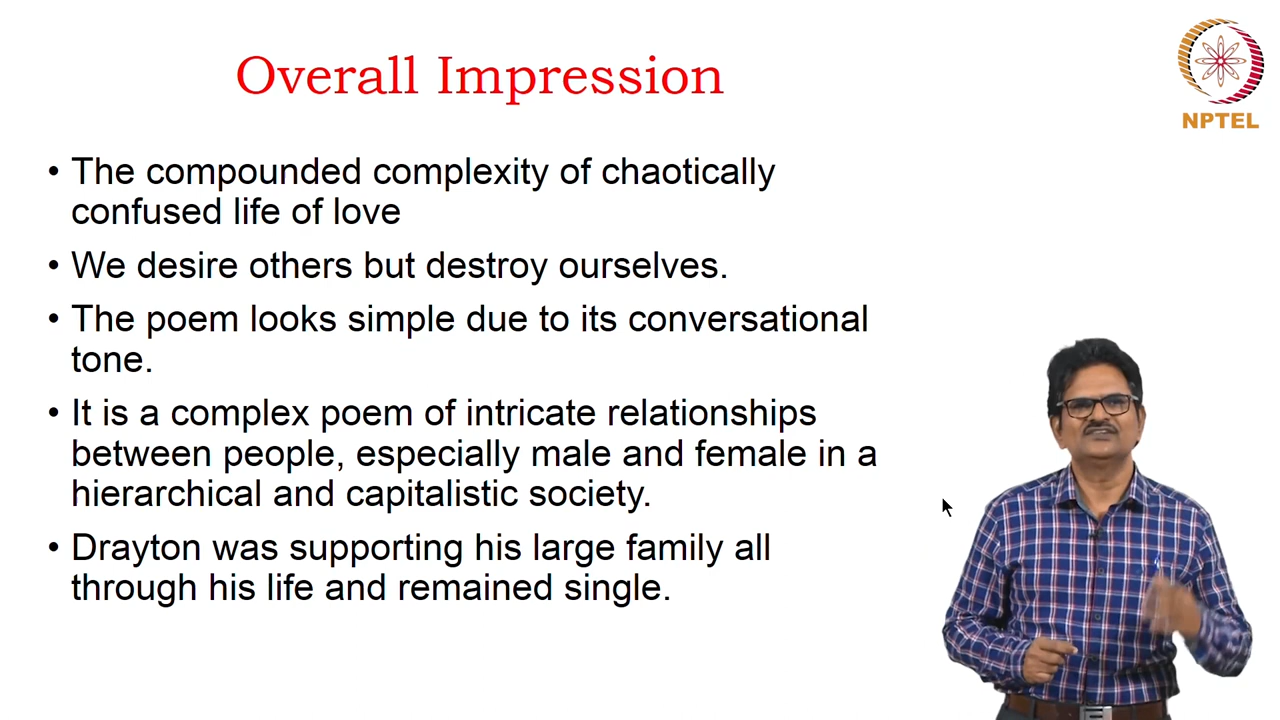 Overall Impression
NPTEL
• The compounded complexity of chaotically
confused life of love
• We desire others but destroy ourselves.
• The poem looks simple due to its conversational
tone.
• It is a complex poem of intricate relationships
between people, especially male and female in a
hierarchical and capitalistic society.
• Drayton was supporting his large family all
through his life and remained single.